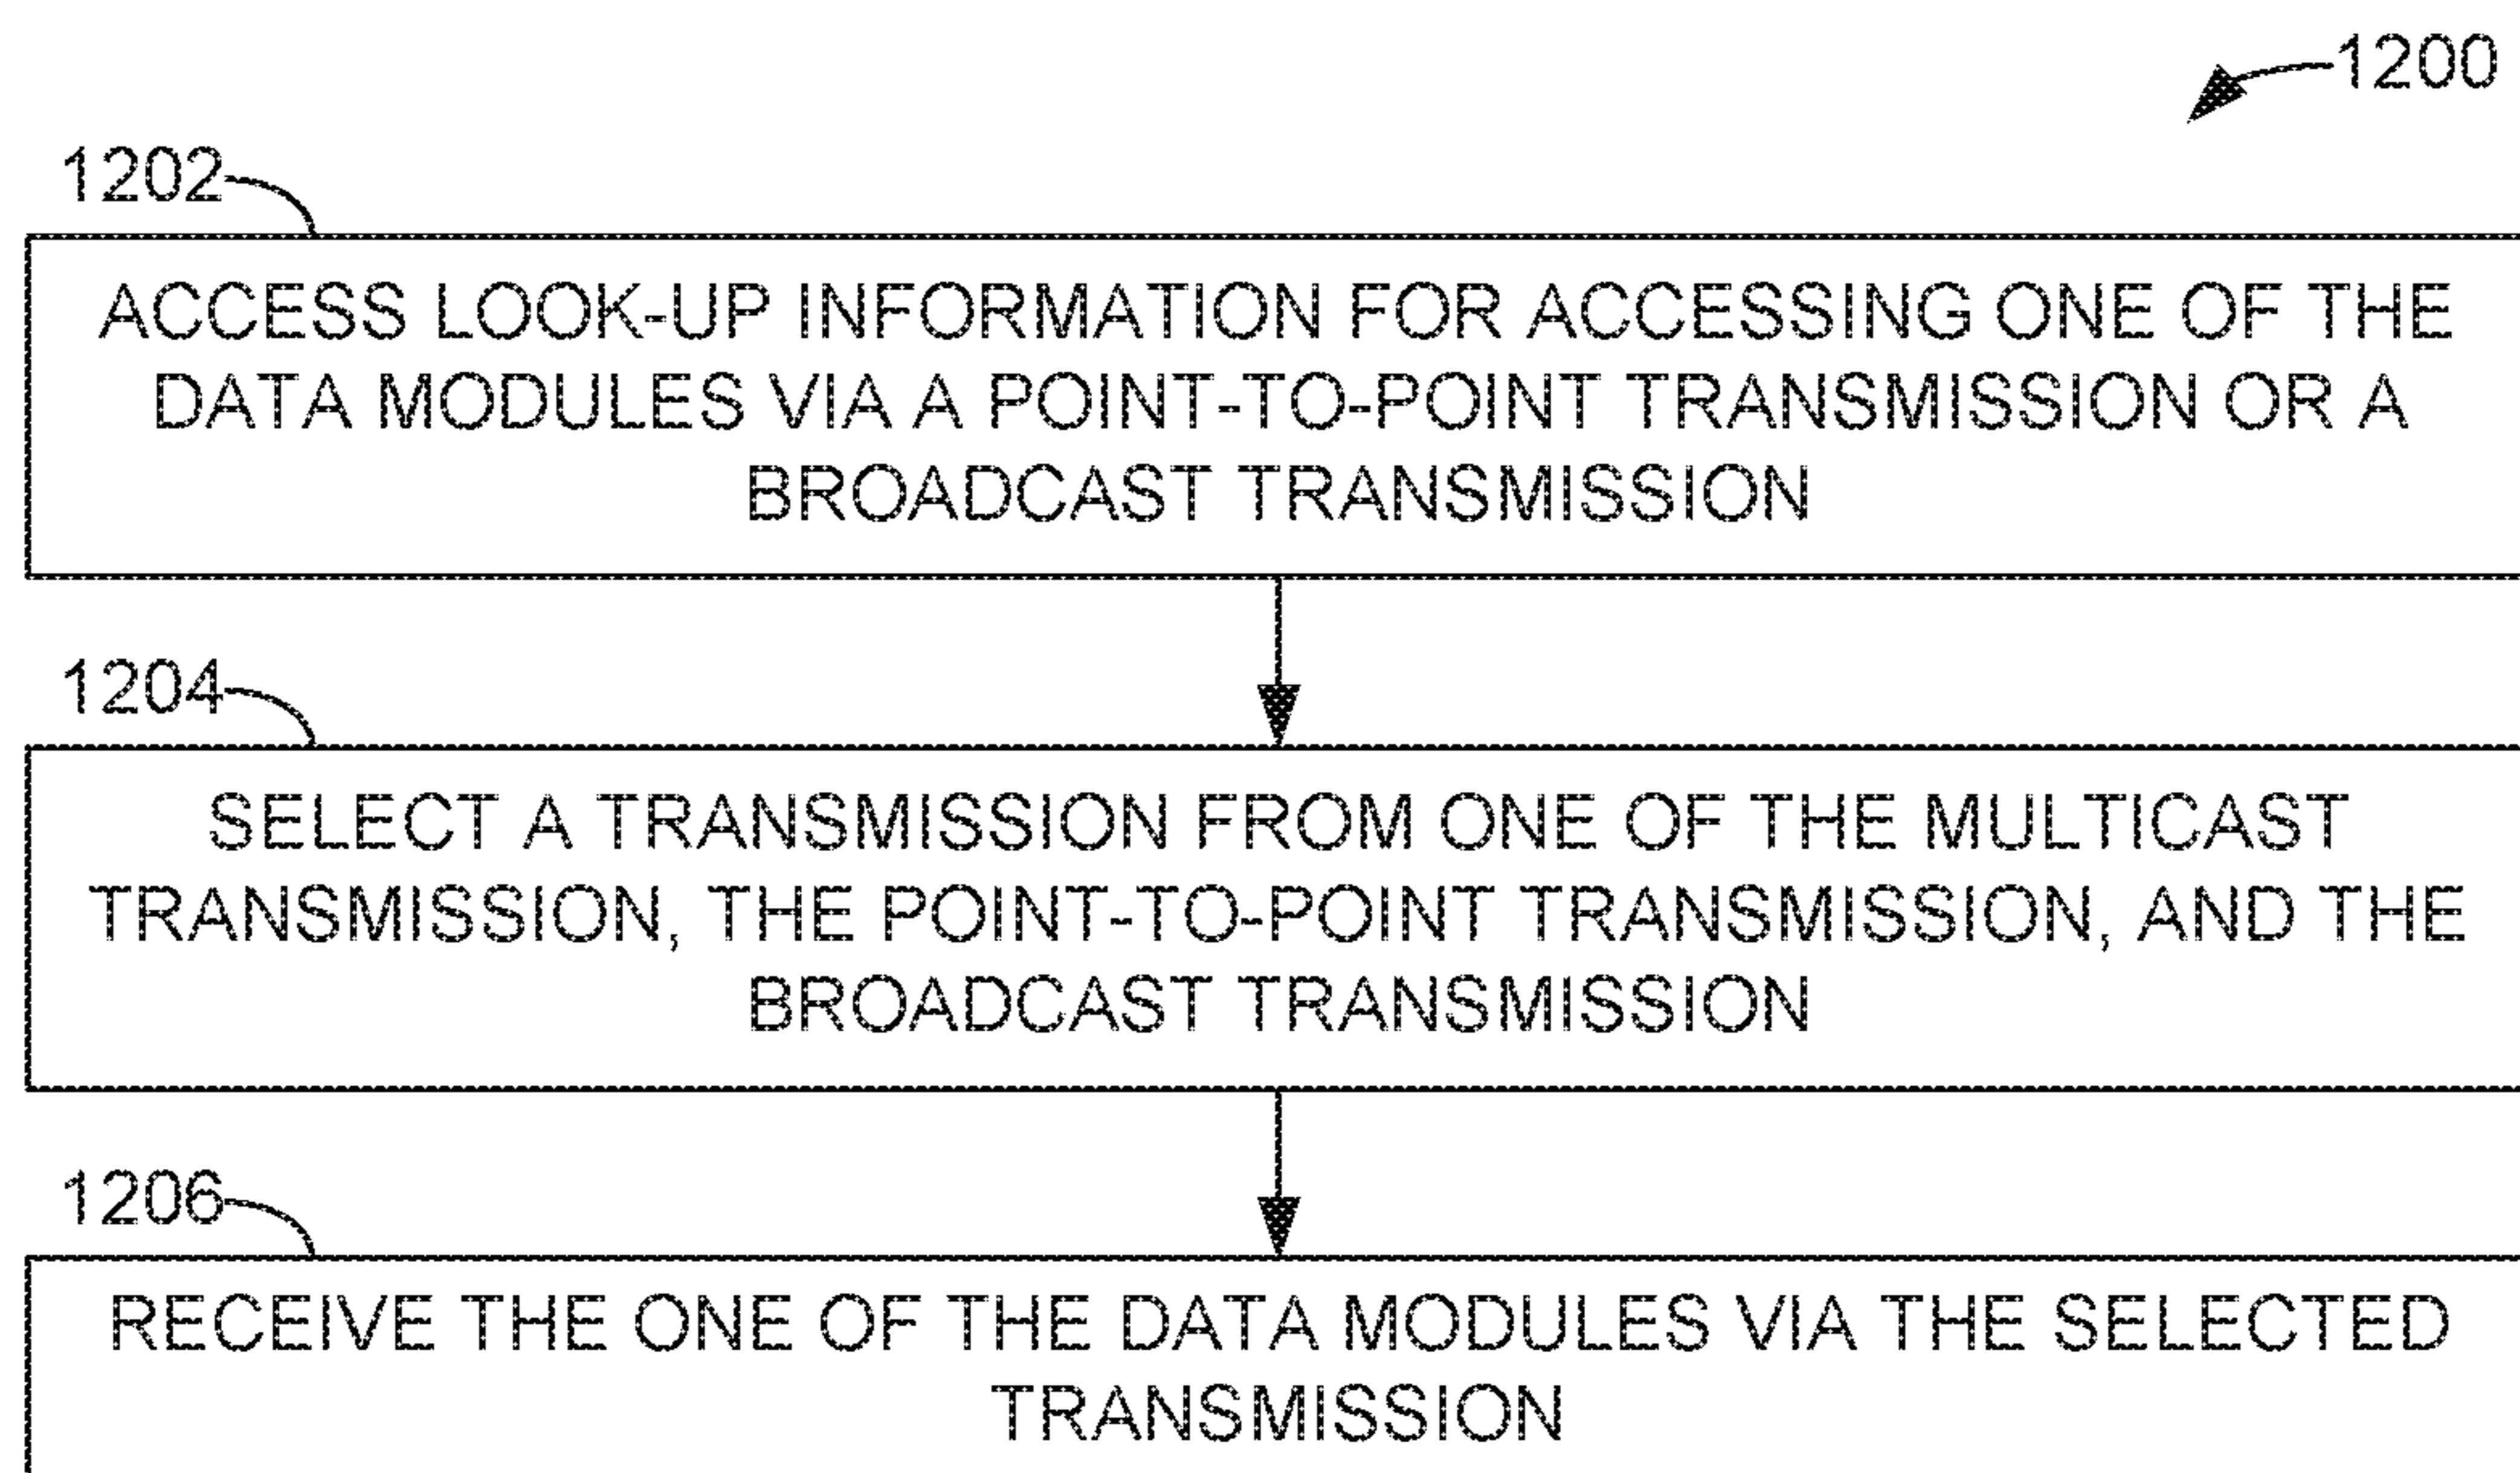 1200
1202
ACCESS LOOK-UP INFORMATION FOR ACCESSING ONE OF THE
DATA MODULES VIA A POINT-TO-POINT TRANSMISSION OR A
BROADCAST TRANSMISSION
1204
SELECT A TRANSMISSION FROM ONE OF THE MULTICAST
TRANSMISSION, THE POINT-TO-POINT TRANSMISSION, AND THE
BROADCAST TRANSMISSION
1206
RECEIVE THE ONE OF THE DATA MODULES VIA THE SELECTED
TRANSMISSION